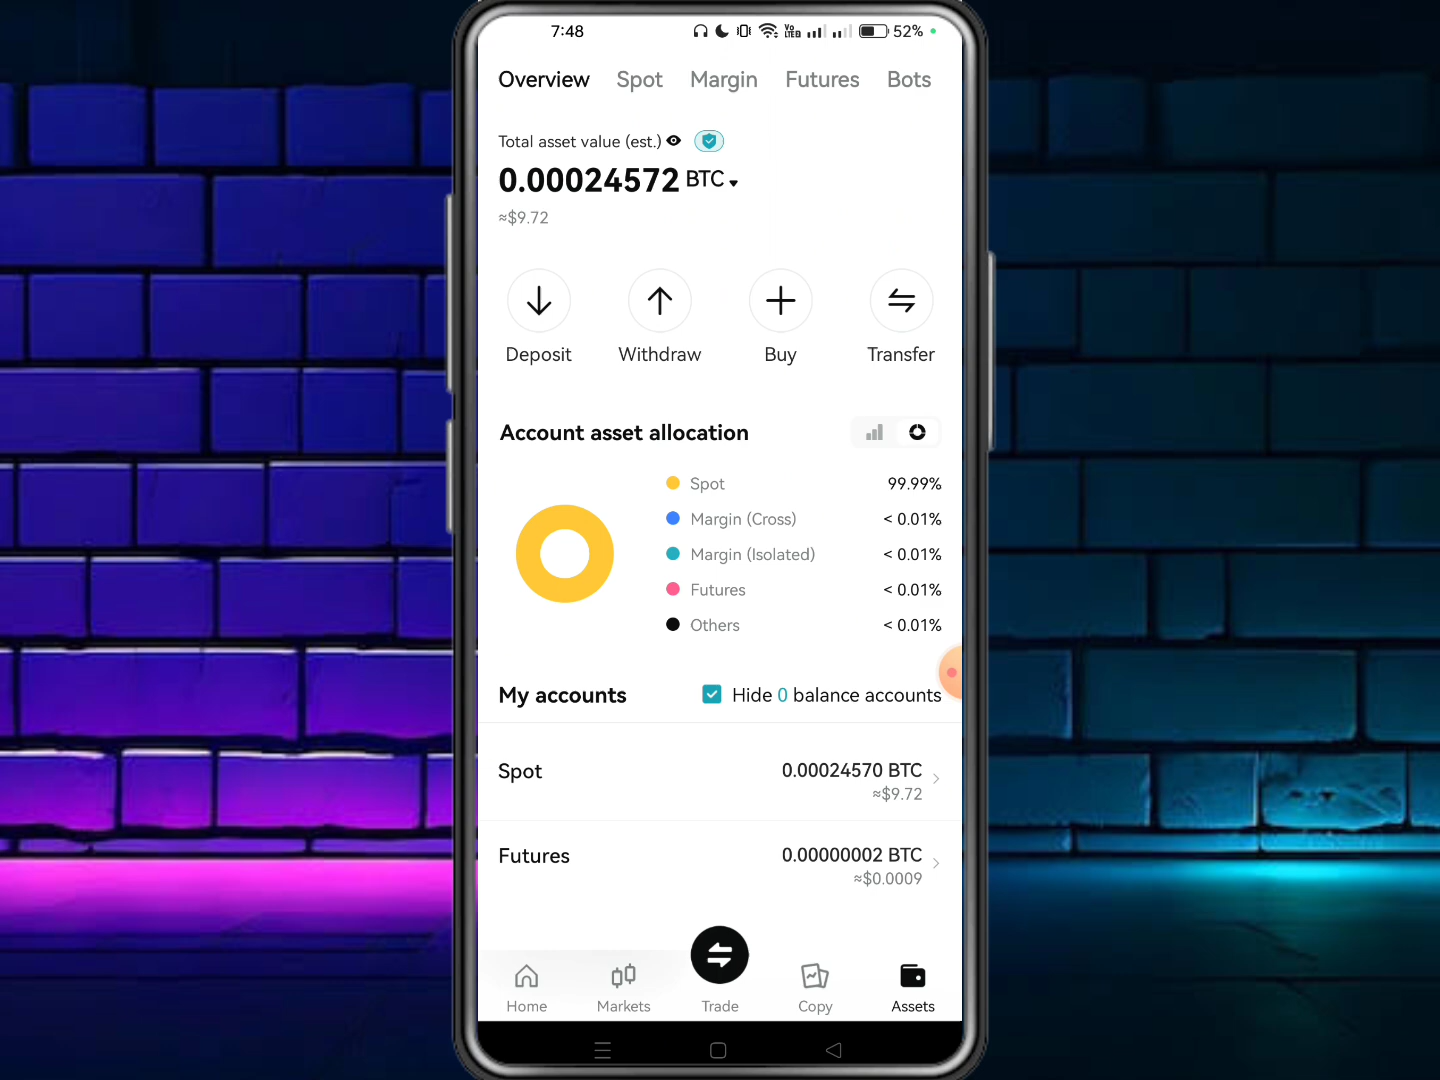 7:48 Vo LTE 52%
Overview Spot Margin Futures Bots
Total asset value (est.)
0.00024572 BTC
≈$9.72
Deposit Withdraw Buy Transfer
Account asset allocation
Spot 99.99%
Margin (Cross) < 0.01%
Margin (Isolated) < 0.01%
Futures < 0.01%
Others < 0.01%
My accounts Hide 0 balance accounts
Spot 0.00024570 BTC
≈$9.72
Futures 0.00000002 BTC
≈$0.0009
Home Markets Trade Copy Assets